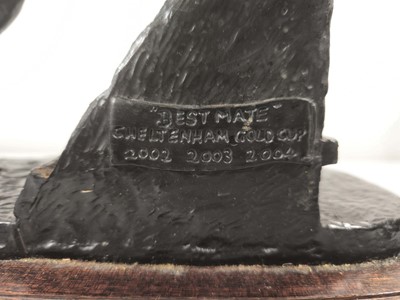 "BEST MATE"
CHELTENHAM GOLD CUP
2002 2003 2004